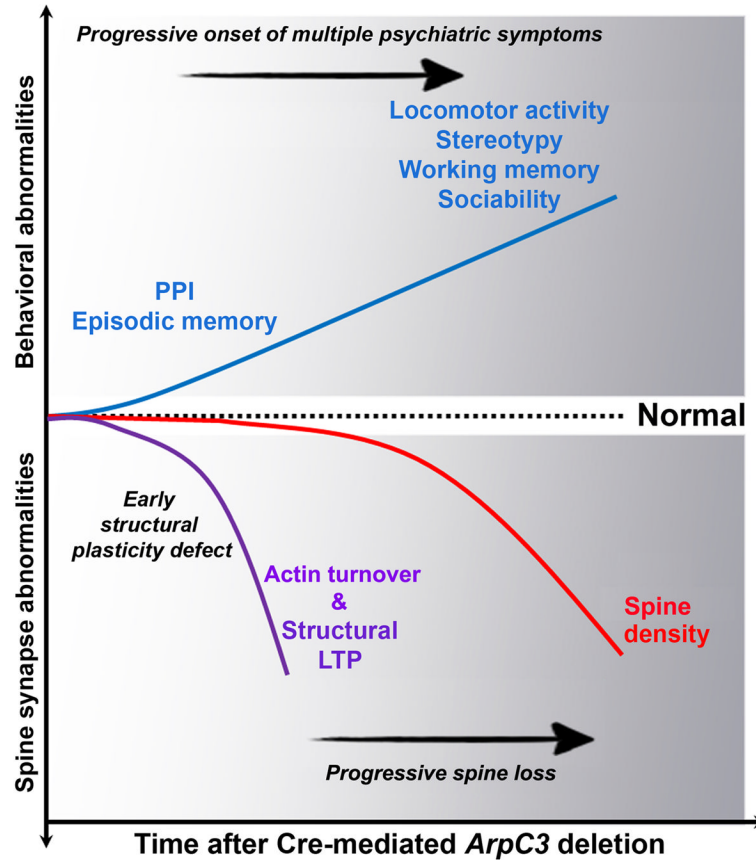 Progressive onset of multiple psychiatric symptoms
Locomotor activity
Stereotypy
Working memory
Sociability
Behavioral abnormalities
PPI
Episodic memory
Normal
Early
structural
plasticity defect
Actin turnover
&
Structural
LTP
Spine
density
Spine synapse abnormalities
Progressive spine loss
Time after Cre-mediated ArpC3 deletion